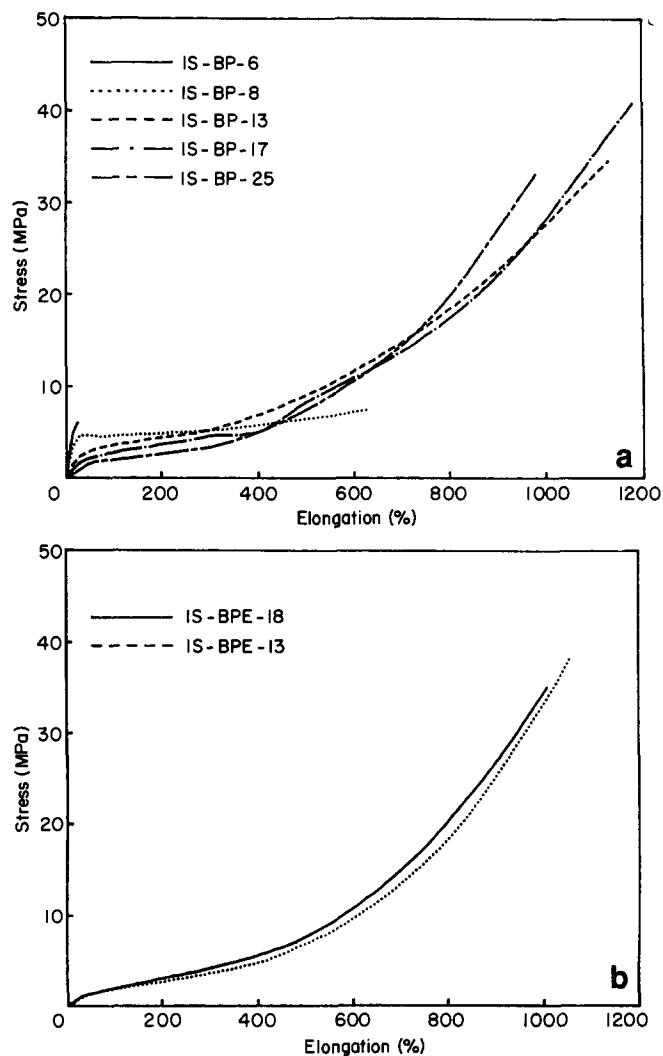 50
40
30
20
10
Stress (MPa)
IS-BP-6
IS-BP-8
IS-BP-13
IS-BP-17
IS-BP-25
a
0 200 400 600 800 1000 1200
Elongation (%)
50
40
30
20
10
Stress (MPa)
IS-BPE-18
IS-BPE-13
b
0 200 400 600 800 1000 1200
Elongation (%)